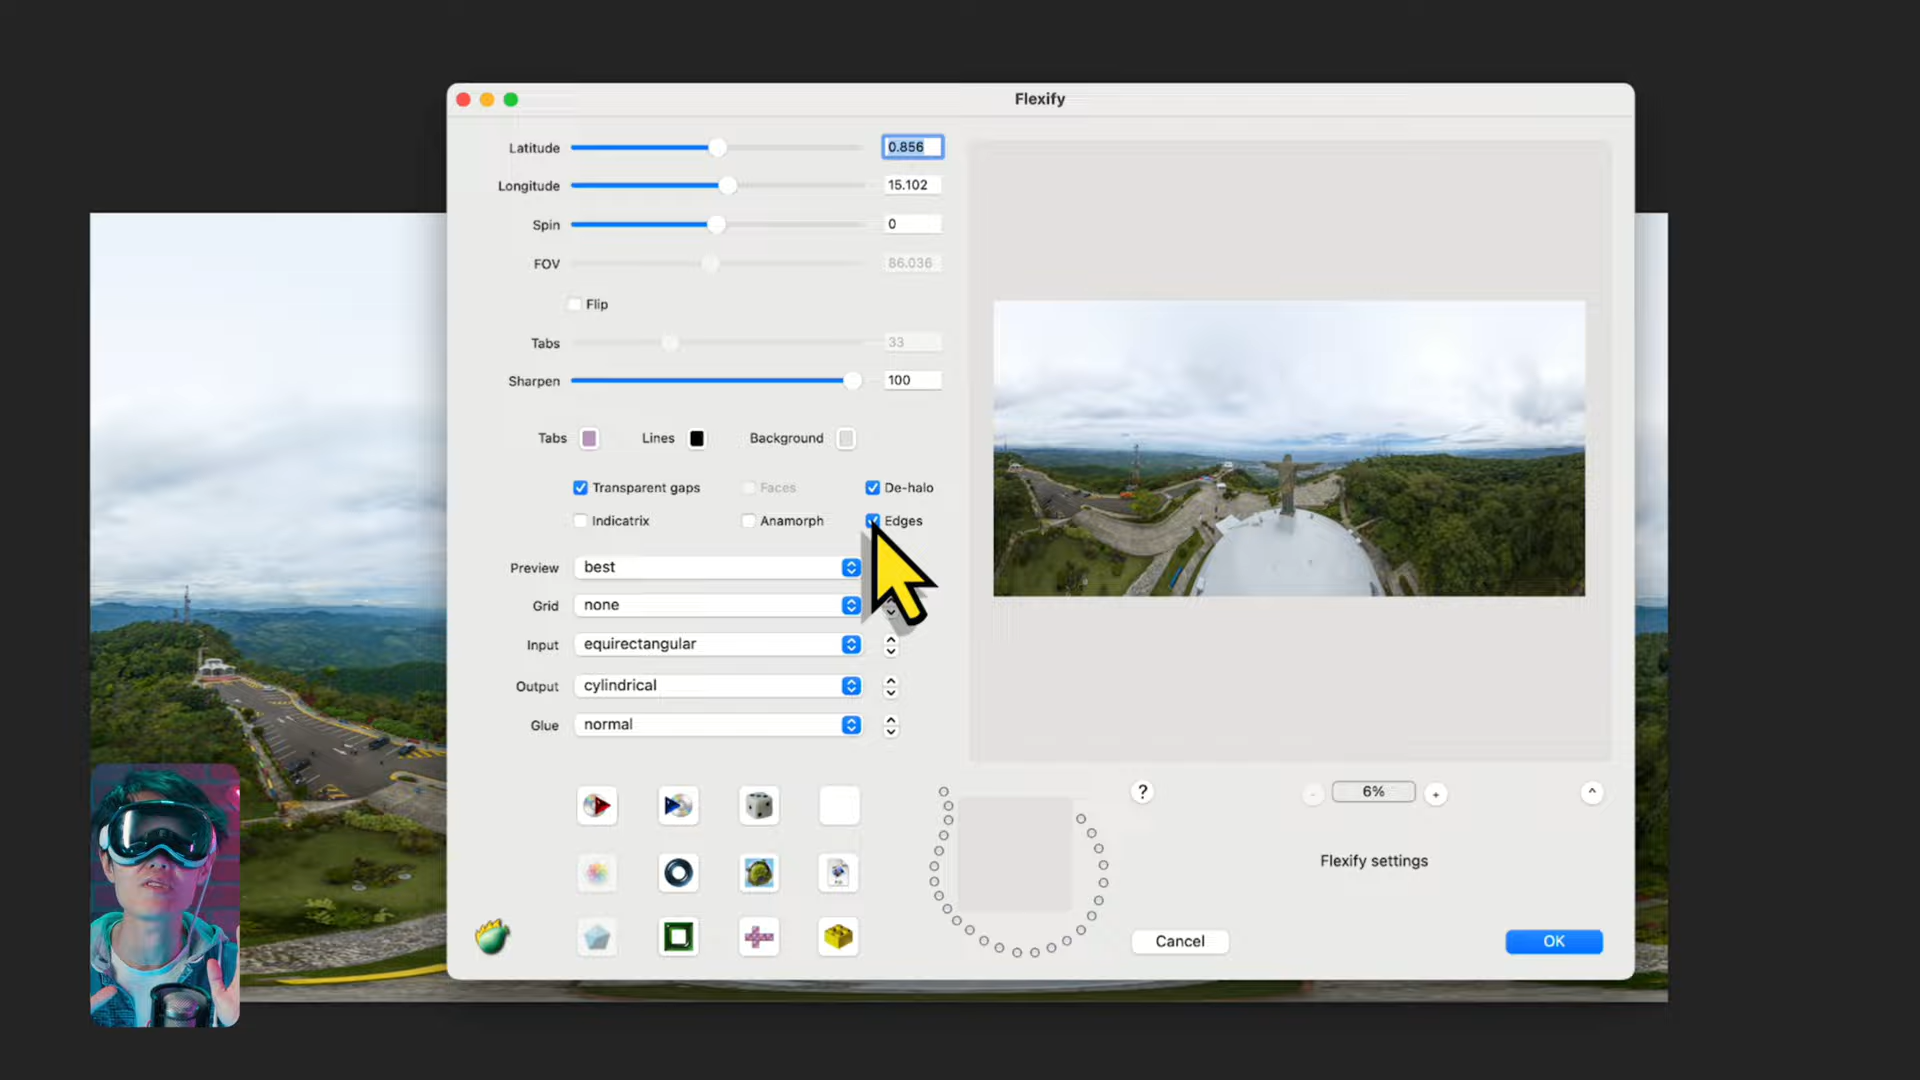 Flexify
Latitude 0.856
Longitude 15.102
Spin 0
FOV 86.036
Flip
Tabs 33
Sharpen 100
Tabs Lines Background
Transparent gaps Faces De-halo
Indicatrix Anamorph Edges
Preview best
Grid none
Input equirectangular
Output cylindrical
Glue normal
? - 6% +
Flexify settings
Cancel OK